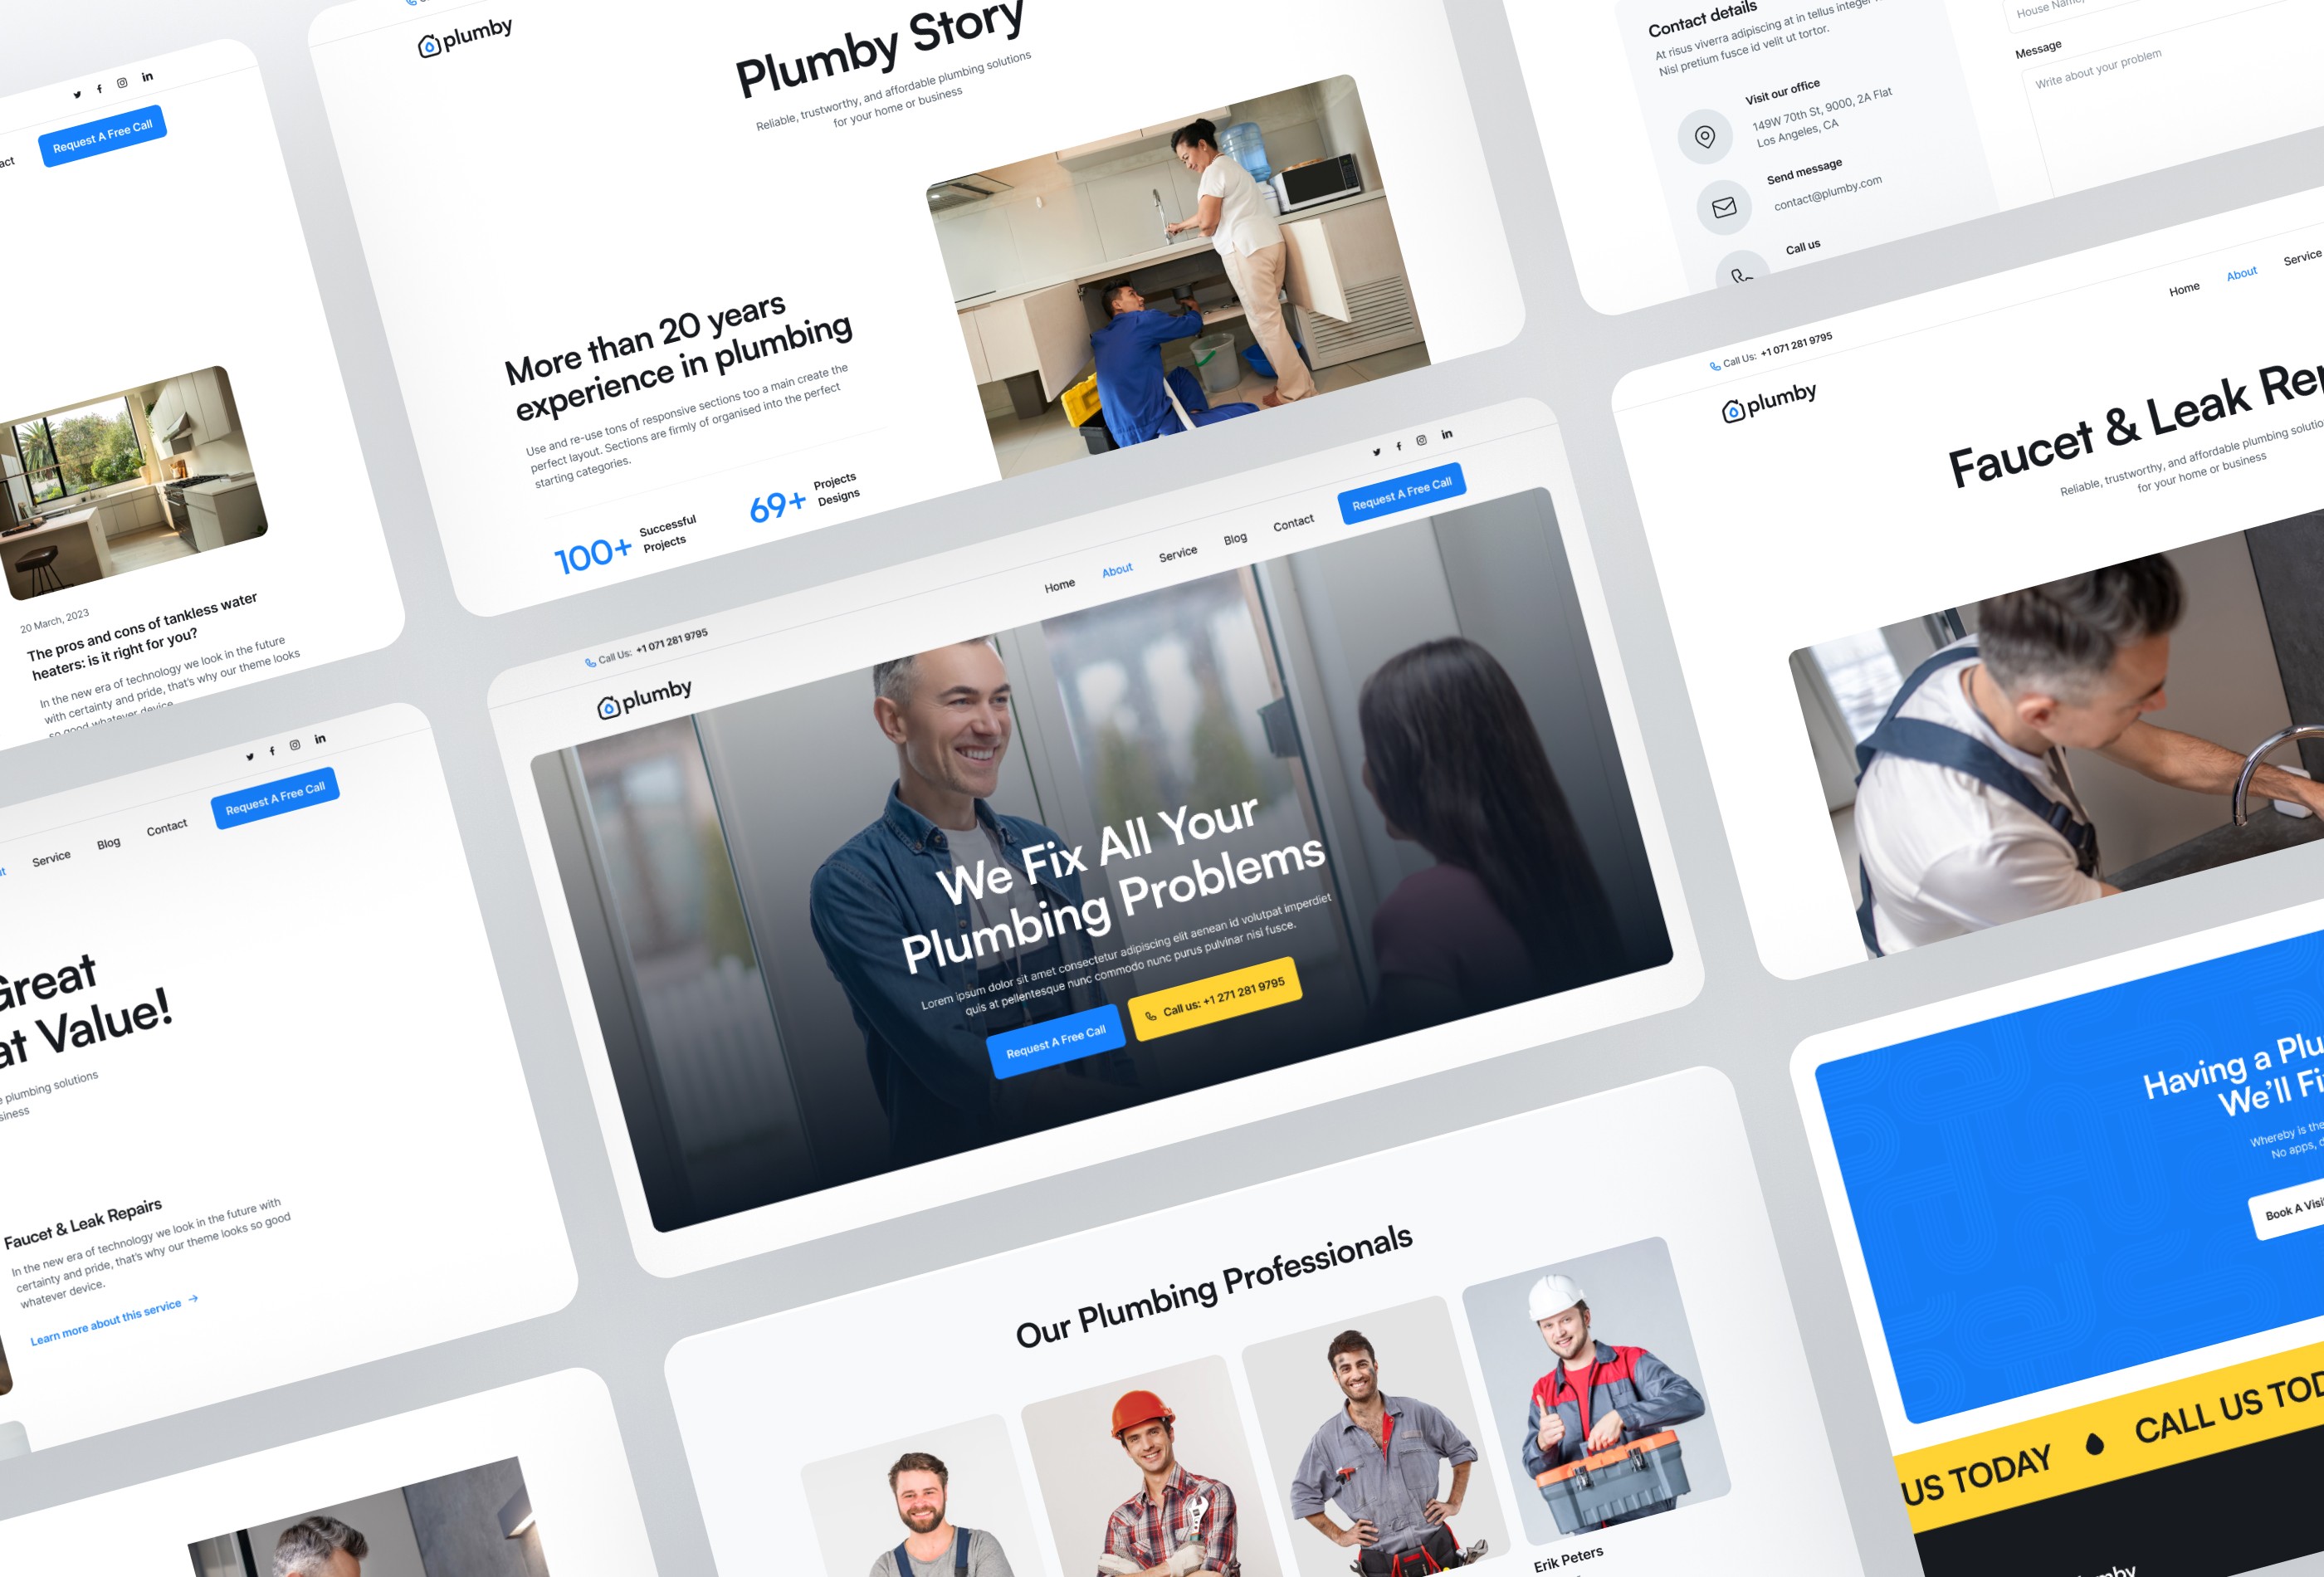 act
Request A Free Call
20 March, 2023
The pros and cons of tankless water
heaters: is it right for you?
In the new era of technology we look in the future
with certainty and pride, that's why our theme looks
so good whatever device
plumby
Plumby Story
Reliable, trustworthy, and affordable plumbing solutions
for your home or business
More than 20 years
experience in plumbing
Use and re-use tons of responsive sections too a main create the
perfect layout. Sections are firmly of organised into the perfect
starting categories.
100+ Successful
Projects
69+ Projects
Designs
Contact details
At risus viverra adipiscing at in tellus integer
Nisl pretium fusce id velit ut tortor.
Visit our office
149W 70th St, 9000, 2A Flat
Los Angeles, CA
Send message
contact@plumby.com
Call us
House Name,
Message
Write about your problem
Service Blog Contact Request A Free Call
Great
at Value!
e plumbing solutions
siness
Faucet & Leak Repairs
In the new era of technology we look in the future with
certainty and pride, that's why our theme looks so good
whatever device.
Learn more about this service
Call Us: +1 071 281 9795
plumby
Home About Service Blog Contact Request A Free Call
We Fix All Your
Plumbing Problems
Lorem ipsum dolor sit amet consectetur adipiscing elit aenean id volutpat imperdiet
quis at pellentesque nunc commodo nunc purus pulvinar nisi fusce.
Request A Free Call
Call us: +1 271 281 9795
Call Us: +1 071 281 9795
plumby
Home About Service
Faucet & Leak Rep
Reliable, trustworthy, and affordable plumbing solutio
for your home or business
Our Plumbing Professionals
Erik Peters
Having a Plu
We'll Fi
Whereby is the
No apps, d
Book A Visi
US TODAY CALL US TOD
mby